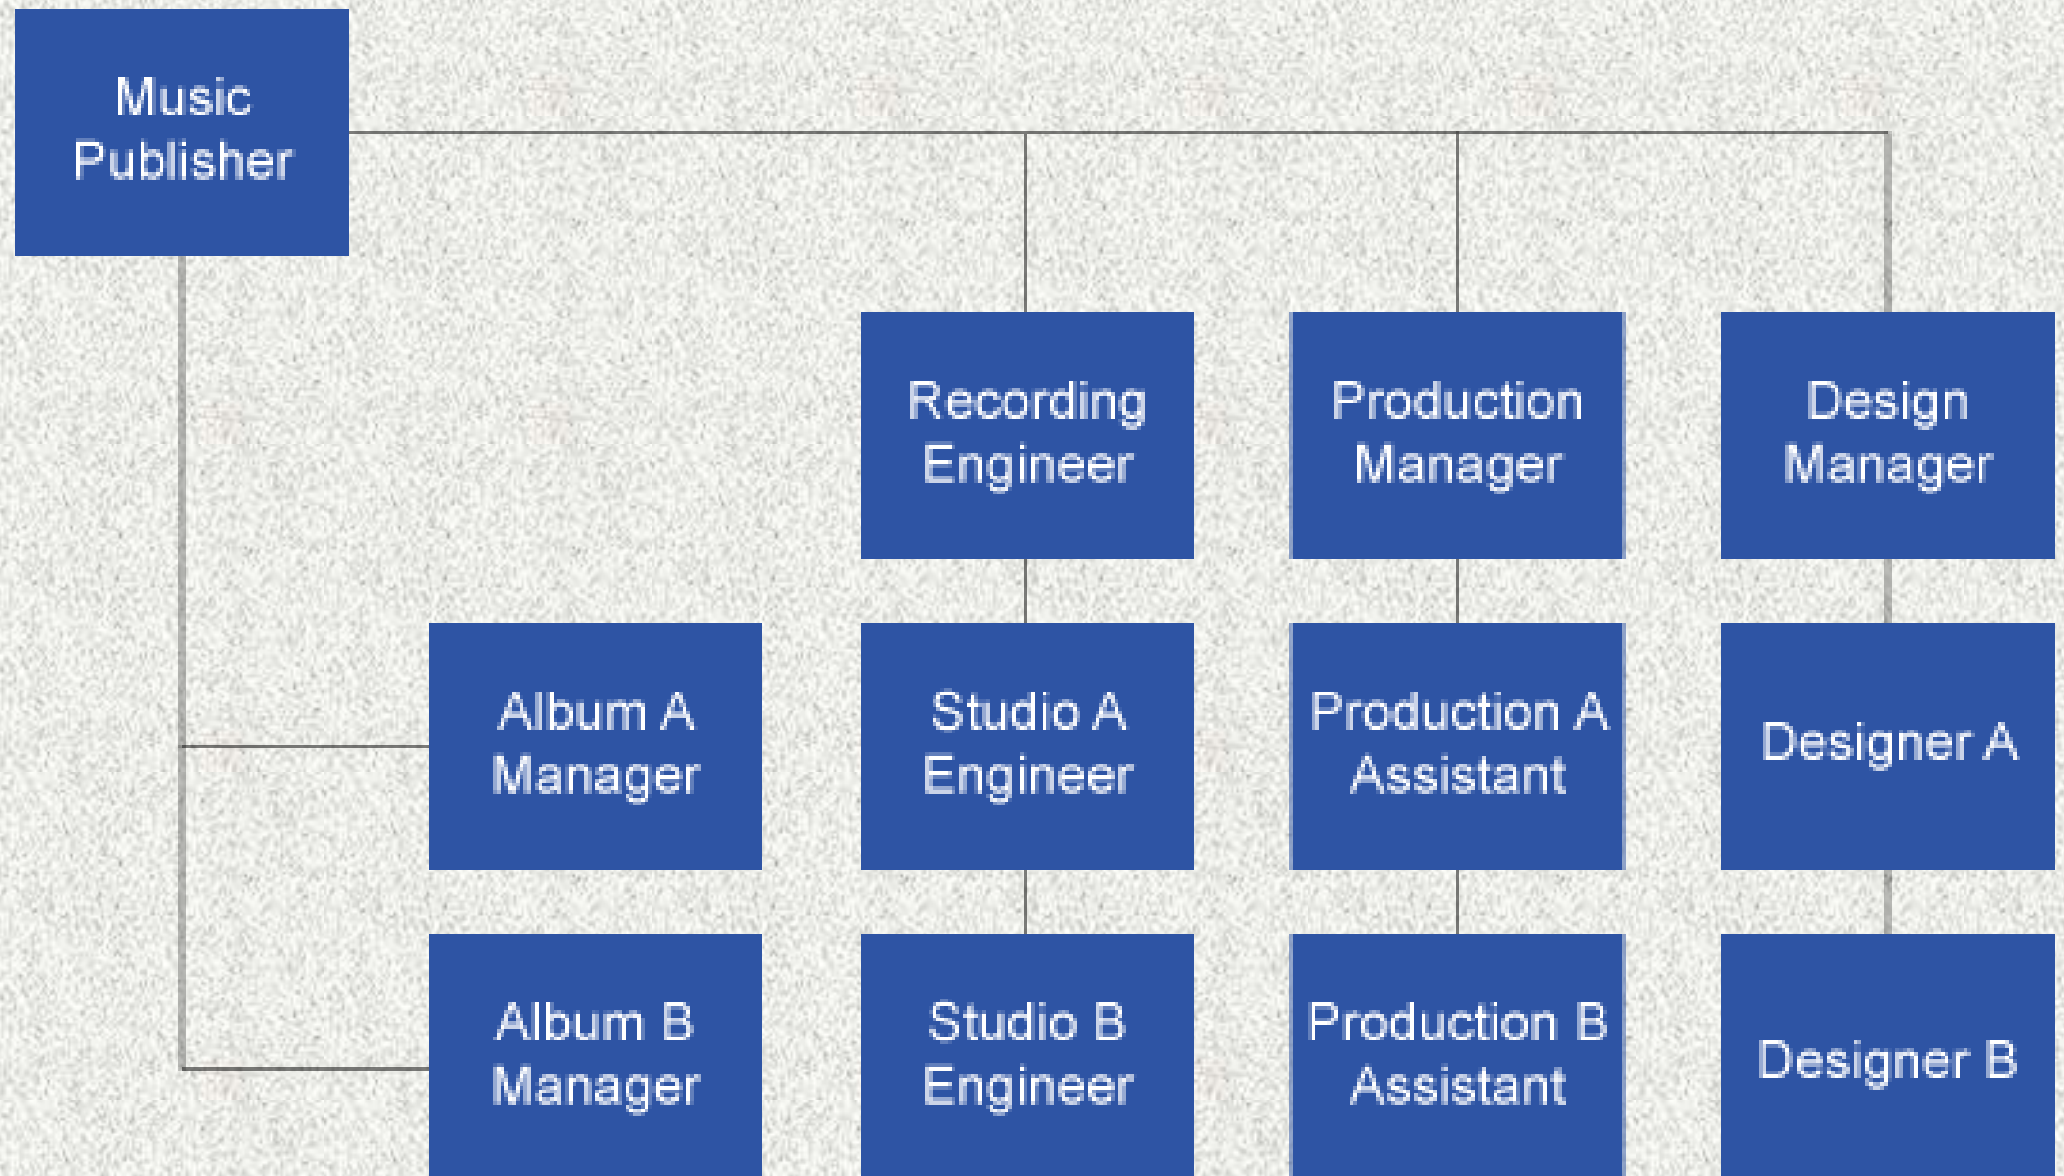 Music
Publisher
Recording
Engineer
Production
Manager
Design
Manager
Album A
Manager
Studio A
Engineer
Production A
Assistant
Designer A
Album B
Manager
Studio B
Engineer
Production B
Assistant
Designer B